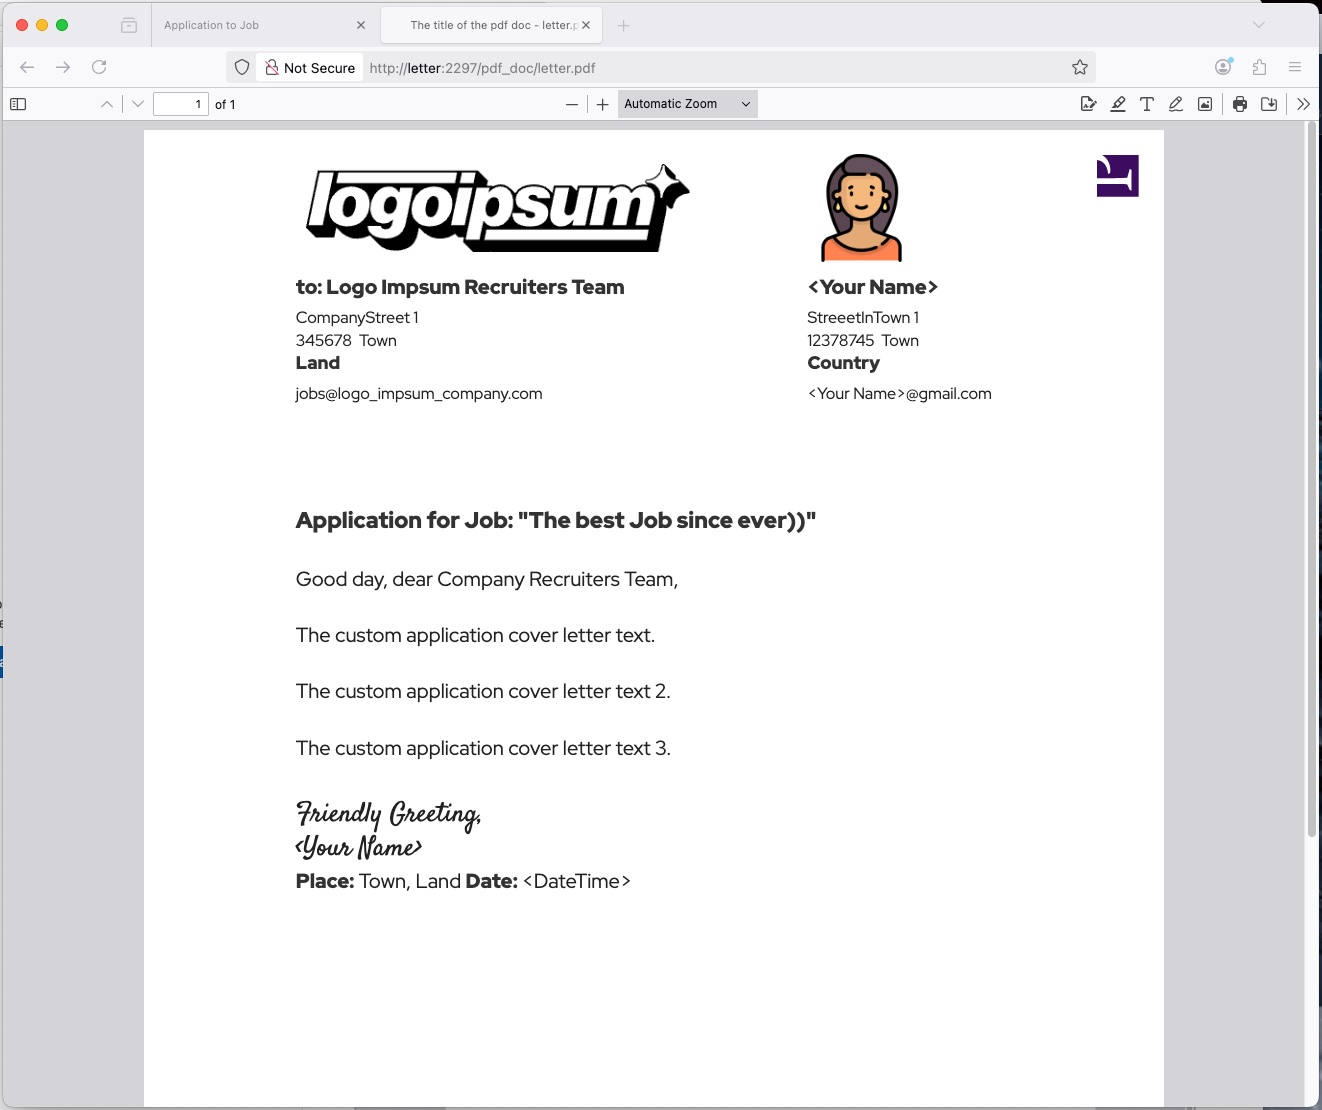 Application to Job
The title of the pdf doc - letter.p
Not Secure
http://letter:2297/pdf_doc/letter.pdf
1 of 1
Automatic Zoom
logoipsum
to: Logo Impsum Recruiters Team
CompanyStreet 1
345678 Town
Land
jobs@logo_impsum_company.com
<Your Name>
StreeetInTown 1
12378745 Town
Country
<Your Name>@gmail.com
Application for Job: "The best Job since ever))"
Good day, dear Company Recruiters Team,
The custom application cover letter text.
The custom application cover letter text 2.
The custom application cover letter text 3.
Friendly Greeting,
<Your Name>
Place: Town, Land Date: <DateTime>